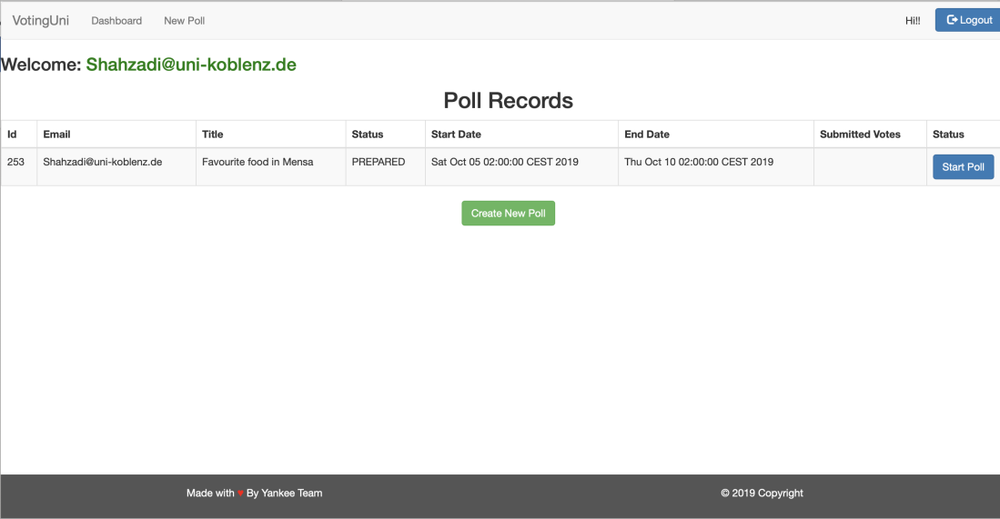 VotingUni Dashboard New Poll Hi!! Logout
Welcome: Shahzadi@uni-koblenz.de
Poll Records
Id Email Title Status Start Date End Date Submitted Votes Status
253 Shahzadi@uni-koblenz.de Favourite food in Mensa PREPARED Sat Oct 05 02:00:00 CEST 2019 Thu Oct 10 02:00:00 CEST 2019 Start Poll
Create New Poll
Made with ♥ By Yankee Team © 2019 Copyright